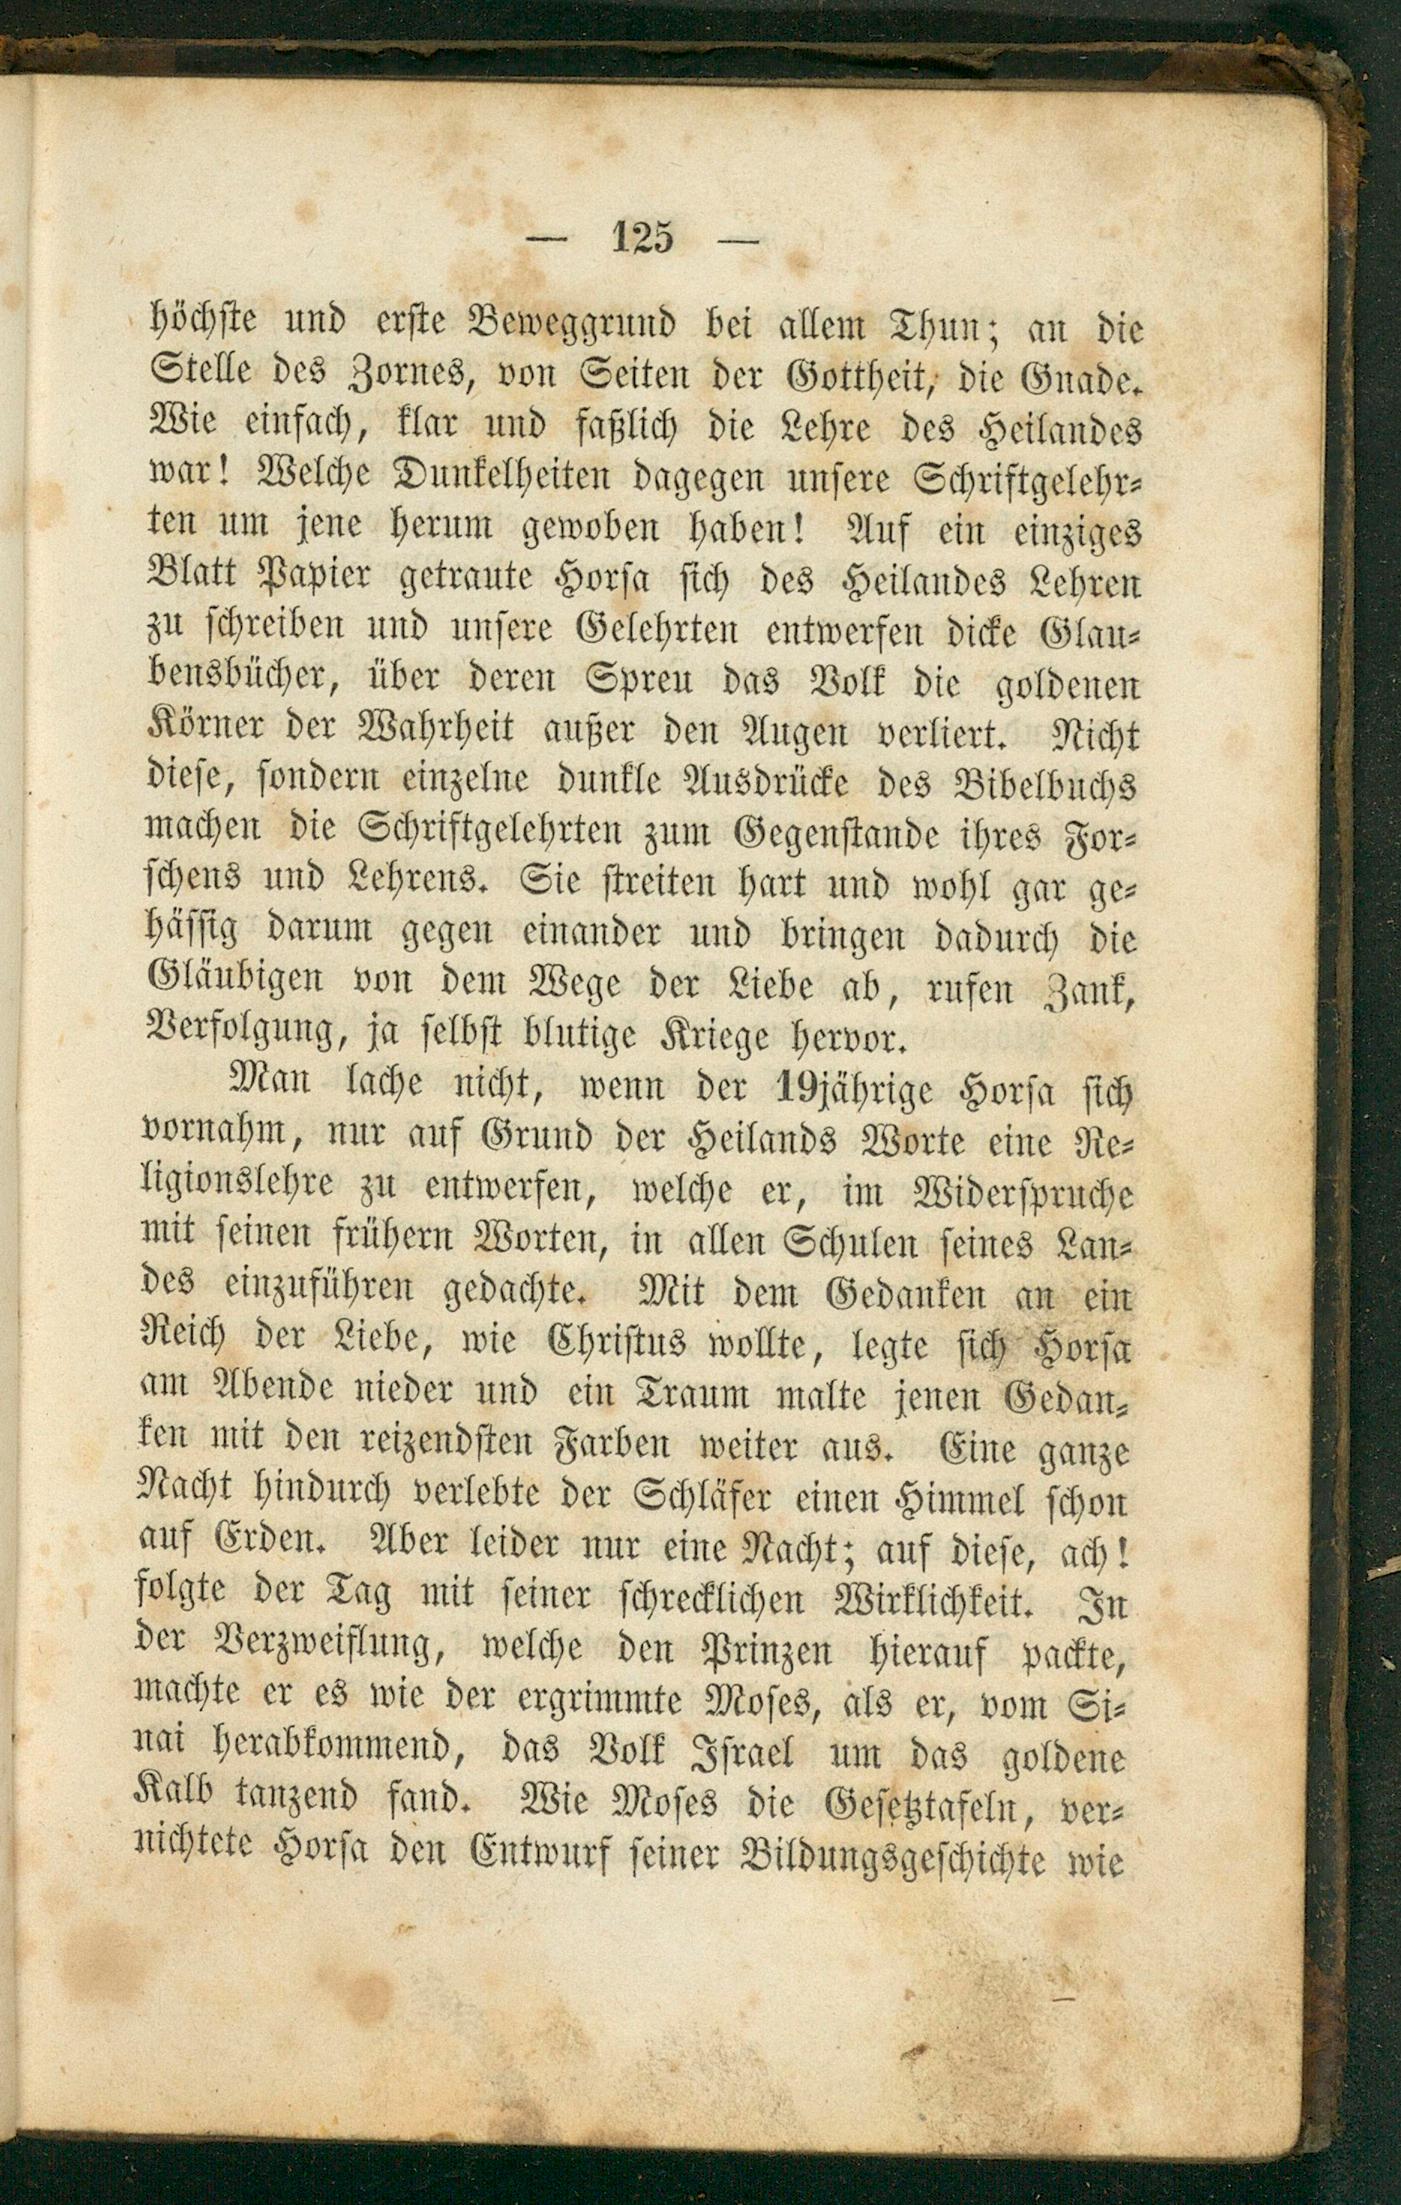 — 125 —
höchste und erste Beweggrund bei allem Thun; an die
Stelle des Zornes, von Seiten der Gottheit, die Gnade.
Wie einfach, klar und faßlich die Lehre des Heilandes
war! Welche Dunkelheiten dagegen unsere Schriftgelehr-
ten um jene herum gewoben haben! Auf ein einziges
Blatt Papier getraute Horsa sich des Heilandes Lehren
zu schreiben und unsere Gelehrten entwerfen dicke Glau-
bensbücher, über deren Spreu das Volk die goldenen
Körner der Wahrheit außer den Augen verliert. Nicht
diese, sondern einzelne dunkle Ausdrücke des Bibelbuchs
machen die Schriftgelehrten zum Gegenstande ihres For-
schens und Lehrens. Sie streiten hart und wohl gar ge-
hässig darum gegen einander und bringen dadurch die
Gläubigen von dem Wege der Liebe ab, rufen Zank,
Verfolgung, ja selbst blutige Kriege hervor.
Man lache nicht, wenn der 19jährige Horsa sich
vornahm, nur auf Grund der Heilands Worte eine Re-
ligionslehre zu entwerfen, welche er, im Widerspruche
mit seinen frühern Worten, in allen Schulen seines Lan-
des einzuführen gedachte. Mit dem Gedanken an ein
Reich der Liebe, wie Christus wollte, legte sich Horsa
am Abende nieder und ein Traum malte jenen Gedan-
ken mit den reizendsten Farben weiter aus. Eine ganze
Nacht hindurch verlebte der Schläfer einen Himmel schon
auf Erden. Aber leider nur eine Nacht; auf diese, ach!
folgte der Tag mit seiner schrecklichen Wirklichkeit. In
der Verzweiflung, welche den Prinzen hierauf packte,
machte er es wie der ergrimmte Moses, als er, vom Si-
nai herabkommend, das Volk Israel um das goldene
Kalb tanzend fand. Wie Moses die Gesetztafeln, ver-
nichtete Horsa den Entwurf seiner Bildungsgeschichte wie